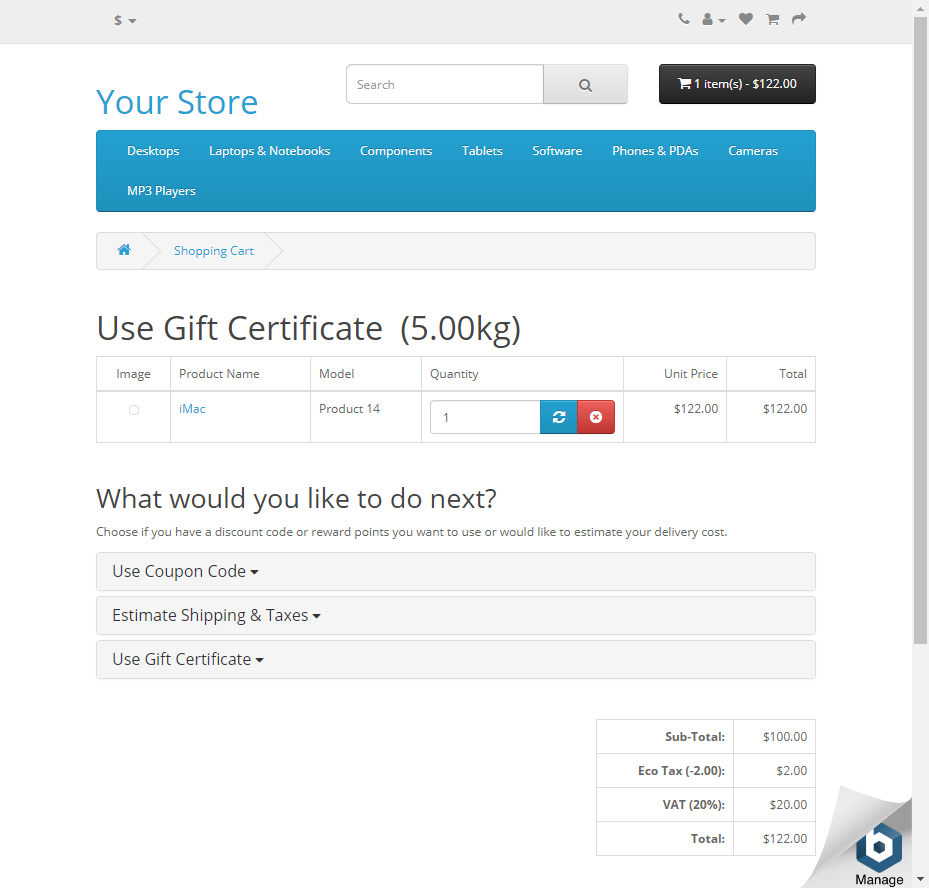 $
Your Store
Search
1 item(s) - $122.00
Desktops Laptops & Notebooks Components Tablets Software Phones & PDAs Cameras
MP3 Players
Shopping Cart
Use Gift Certificate (5.00kg)
Image Product Name Model Quantity Unit Price Total
iMac Product 14 1 $122.00 $122.00
What would you like to do next?
Choose if you have a discount code or reward points you want to use or would like to estimate your delivery cost.
Use Coupon Code
Estimate Shipping & Taxes
Use Gift Certificate
Sub-Total: $100.00
Eco Tax (-2.00): $2.00
VAT (20%): $20.00
Total: $122.00
Manage